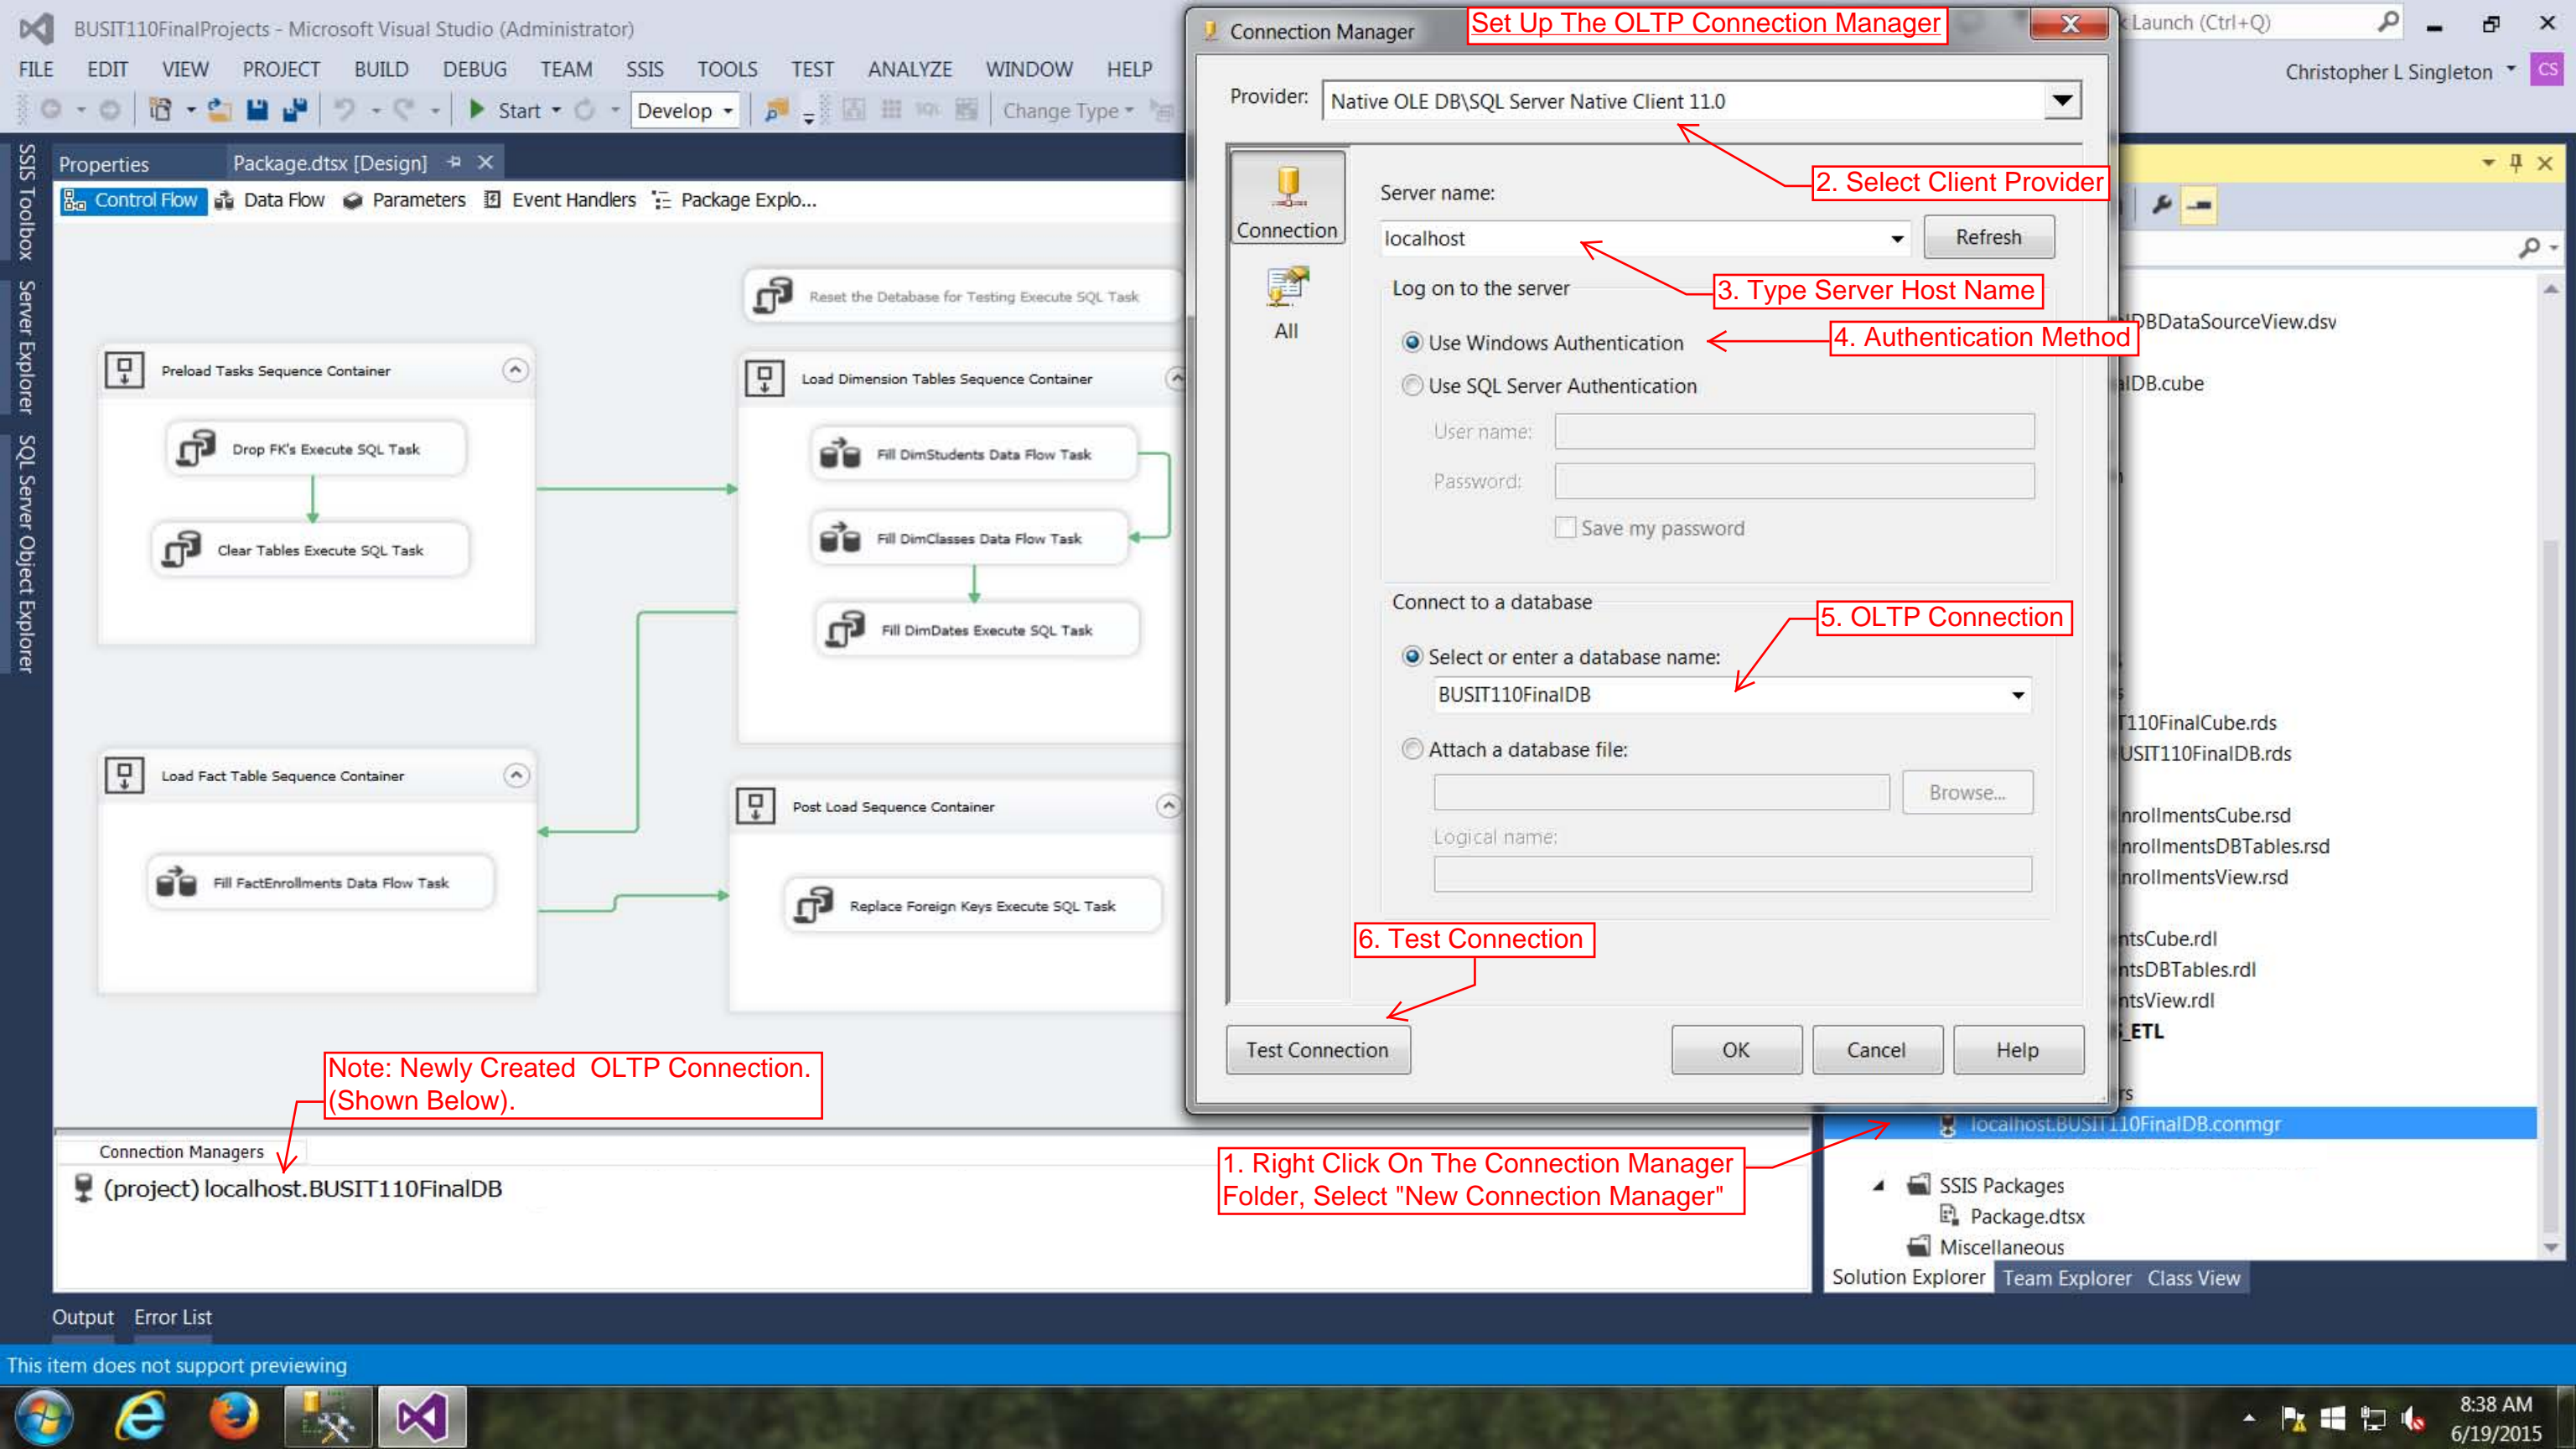 BUSIT110FinalProjects - Microsoft Visual Studio (Administrator)
Launch (Ctrl+Q)
FILE EDIT VIEW PROJECT BUILD DEBUG TEAM SSIS TOOLS TEST ANALYZE WINDOW HELP
Christopher L Singleton CS
Start Develop Change Type
SSIS Toolbox Server Explorer SQL Server Object Explorer
Properties Package.dtsx [Design]
Control Flow Data Flow Parameters Event Handlers Package Explo...
Reset the Database for Testing Execute SQL Task
Preload Tasks Sequence Container
Drop FK's Execute SQL Task
Clear Tables Execute SQL Task
Load Dimension Tables Sequence Container
Fill DimStudents Data Flow Task
Fill DimClasses Data Flow Task
Fill DimDates Execute SQL Task
Load Fact Table Sequence Container
Fill FactEnrollments Data Flow Task
Post Load Sequence Container
Replace Foreign Keys Execute SQL Task
Note: Newly Created OLTP Connection.
(Shown Below).
Connection Managers
(project) localhost.BUSIT110FinalDB
Connection Manager
Set Up The OLTP Connection Manager
Provider: Native OLE DB\SQL Server Native Client 11.0
2. Select Client Provider
Connection
All
Server name:
localhost
Refresh
3. Type Server Host Name
Log on to the server
Use Windows Authentication
4. Authentication Method
Use SQL Server Authentication
User name:
Password:
Save my password
Connect to a database
5. OLTP Connection
Select or enter a database name:
BUSIT110FinalDB
Attach a database file:
Browse...
Logical name:
6. Test Connection
Test Connection OK Cancel Help
1. Right Click On The Connection Manager
Folder, Select "New Connection Manager"
DBDataSourceView.dsv
lDB.cube
110FinalCube.rds
USIT110FinalDB.rds
nrollmentsCube.rsd
nrollmentsDBTables.rsd
nrollmentsView.rsd
ntsCube.rdl
ntsDBTables.rdl
ntsView.rdl
_ETL
rs
localhost.BUSIT110FinalDB.conmgr
SSIS Packages
Package.dtsx
Miscellaneous
Solution Explorer Team Explorer Class View
Output Error List
This item does not support previewing
8:38 AM
6/19/2015